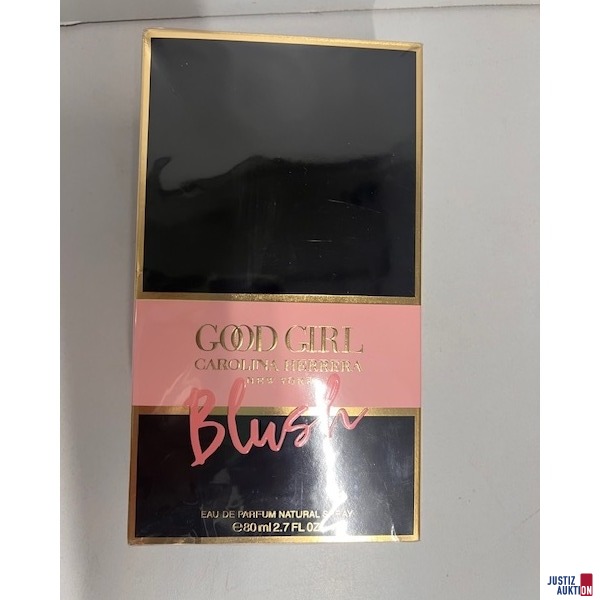 GOOD GIRL
CAROLINA HERRERA
NEW YORK
Blush
EAU DE PARFUM NATURAL SPRAY
℮80 ml 2.7 FL OZ
JUSTIZ
AUKTION